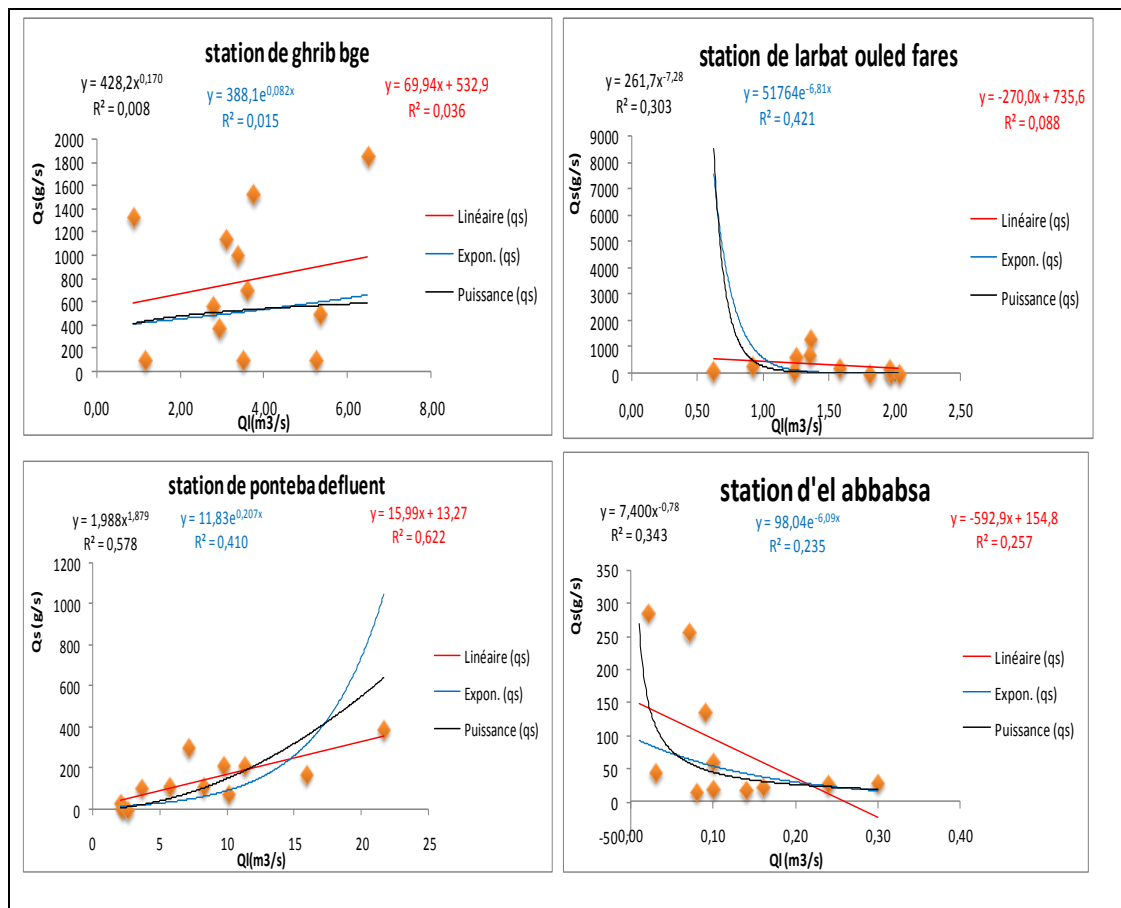 station de ghrib bge
y = 428,2x^0,170
R² = 0,008
y = 388,1e^0,082x
R² = 0,015
y = 69,94x + 532,9
R² = 0,036
Qs(g/s)
2000
1800
1600
1400
1200
1000
800
600
400
200
0
0,00 2,00 4,00 6,00 8,00
Ql(m3/s)
Linéaire (qs)
Expon. (qs)
Puissance (qs)
station de larbat ouled fares
y = 261,7x^-7,28
R² = 0,303
y = 51764e^-6,81x
R² = 0,421
y = -270,0x + 735,6
R² = 0,088
Qs(g/s)
9000
8000
7000
6000
5000
4000
3000
2000
1000
0
0,00 0,50 1,00 1,50 2,00 2,50
Ql(m3/s)
Linéaire (qs)
Expon. (qs)
Puissance (qs)
station de ponteba defluent
y = 1,988x^1,879
R² = 0,578
y = 11,83e^0,207x
R² = 0,410
y = 15,99x + 13,27
R² = 0,622
Qs(g/s)
1200
1000
800
600
400
200
0
0 5 10 15 20 25
Ql(m3/s)
Linéaire (qs)
Expon. (qs)
Puissance (qs)
station d'el abbabsa
y = 7,400x^-0,78
R² = 0,343
y = 98,04e^-6,09x
R² = 0,235
y = -592,9x + 154,8
R² = 0,257
Qs(g/s)
350
300
250
200
150
100
50
0
-50
0,00 0,10 0,20 0,30 0,40
Ql(m3/s)
Linéaire (qs)
Expon. (qs)
Puissance (qs)